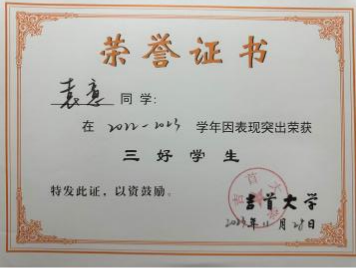 荣誉证书
袁意 同学:
在 2022-2023 学年因表现突出荣获
三好学生
特发此证，以资鼓励。
吉首大学
2023年11月28日